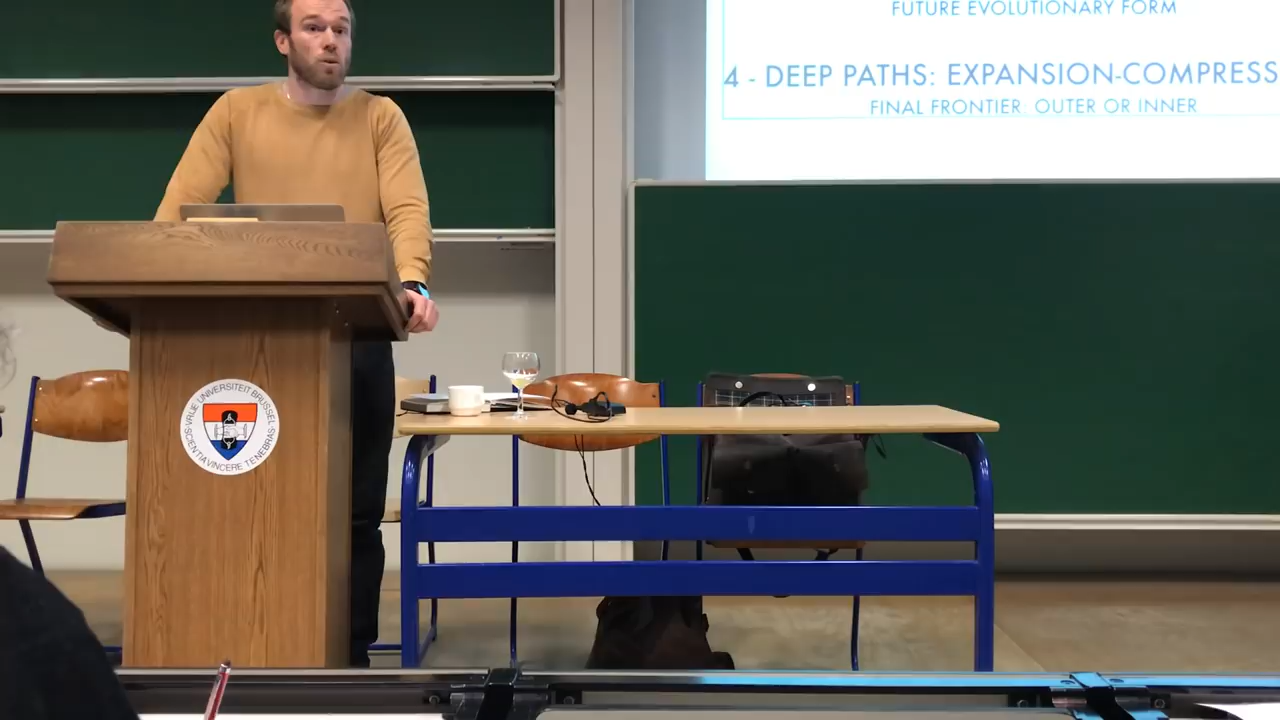 FUTURE EVOLUTIONARY FORM
4 - DEEP PATHS: EXPANSION-COMPRESS
FINAL FRONTIER: OUTER OR INNER
VRIJE UNIVERSITEIT BRUSSEL
SCIENTIA VINCERE TENEBRAS